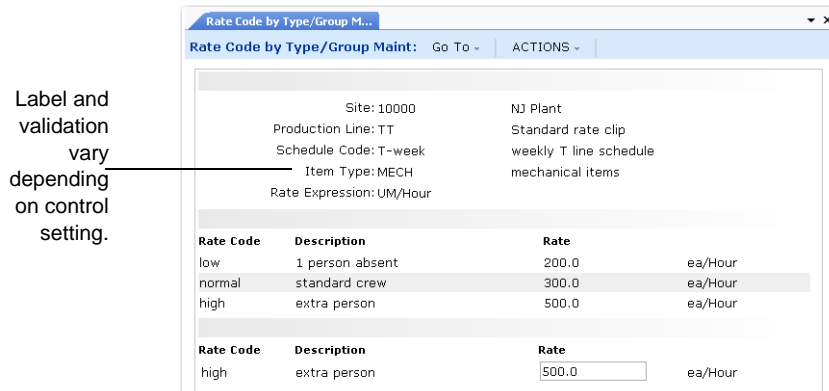 Rate Code by Type/Group M...
Rate Code by Type/Group Maint: Go To ACTIONS
Label and
validation
vary
depending
on control
setting.
Site: 10000 NJ Plant
Production Line: TT Standard rate clip
Schedule Code: T-week weekly T line schedule
Item Type: MECH mechanical items
Rate Expression: UM/Hour
Rate Code Description Rate
low 1 person absent 200.0 ea/Hour
normal standard crew 300.0 ea/Hour
high extra person 500.0 ea/Hour
Rate Code Description Rate
high extra person 500.0 ea/Hour